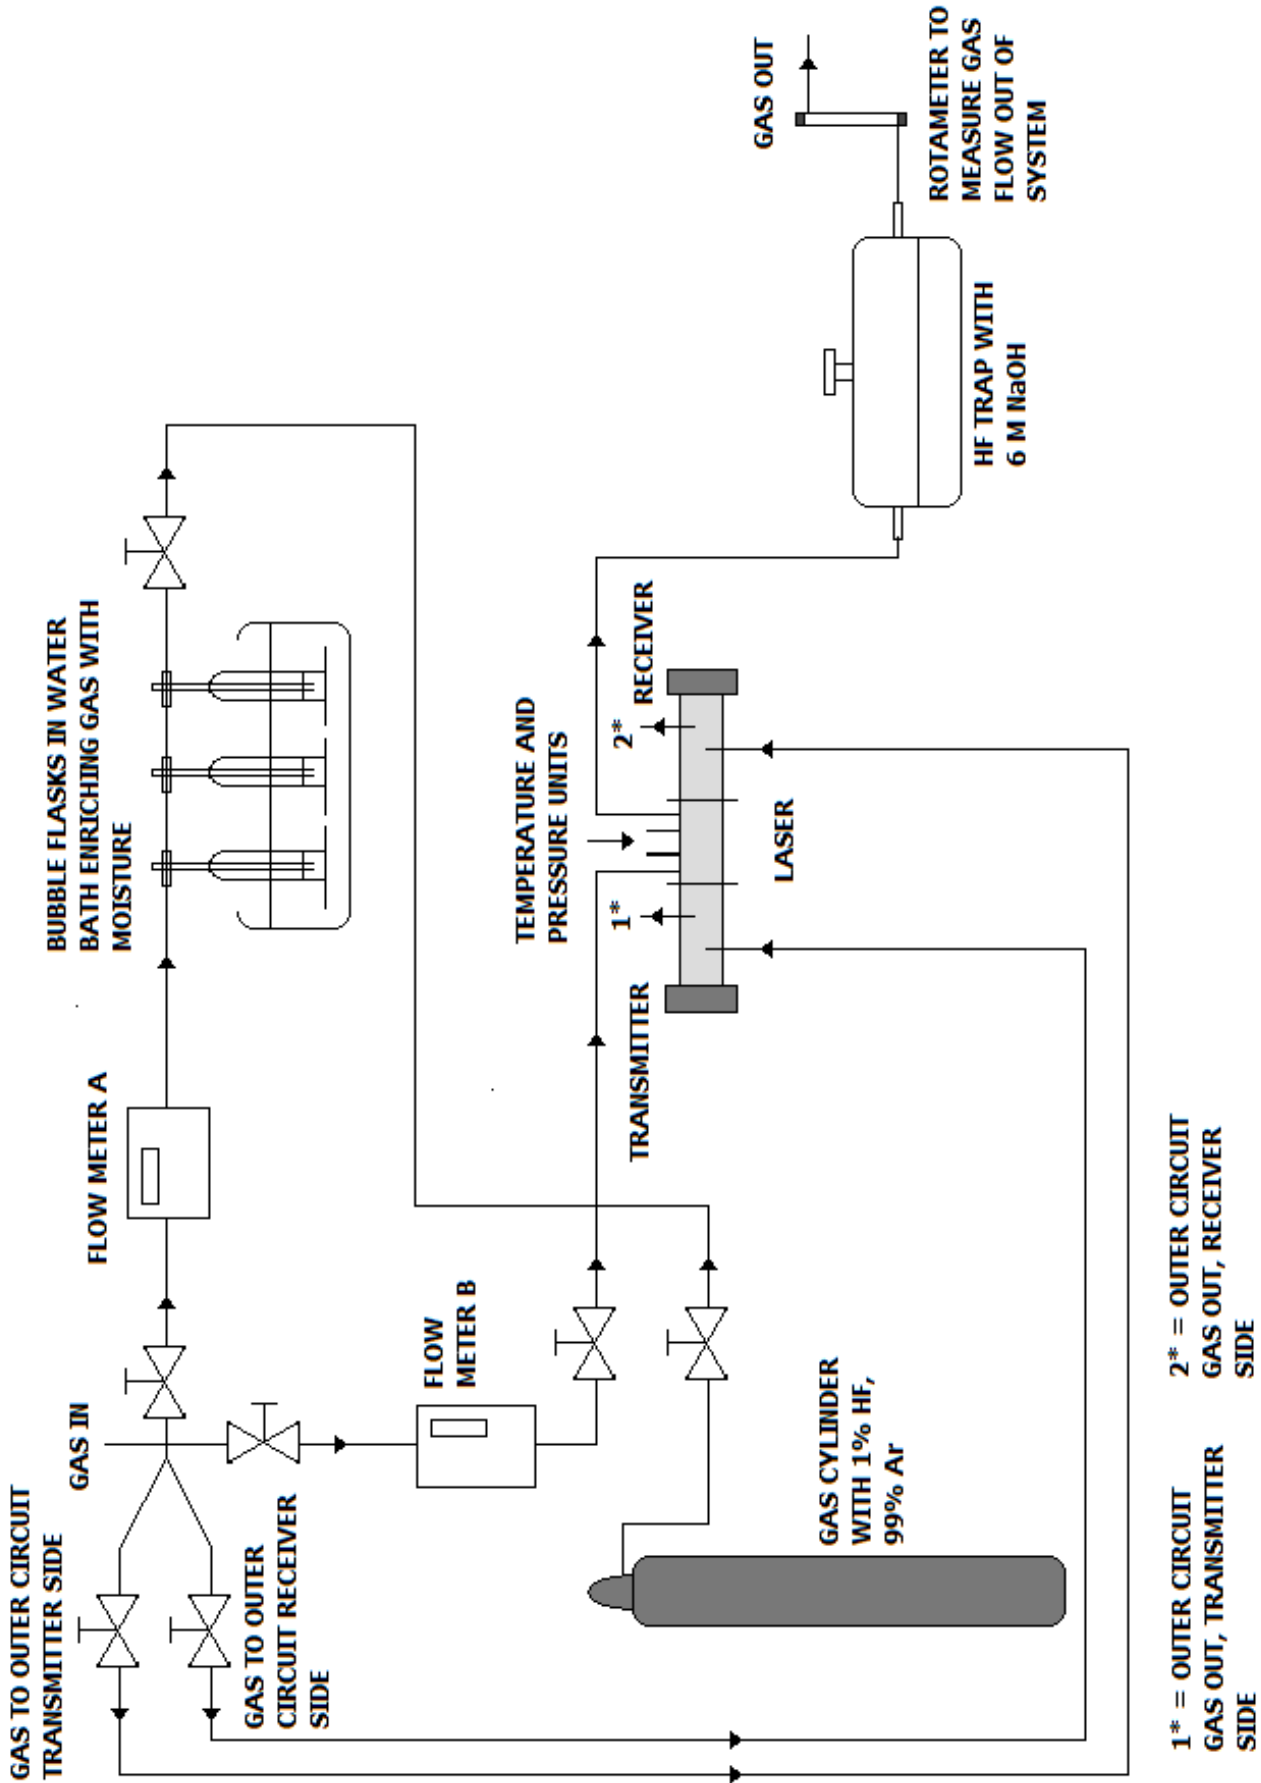 GAS TO OUTER CIRCUIT
TRANSMITTER SIDE
GAS IN
GAS TO OUTER
CIRCUIT RECEIVER
SIDE
FLOW METER A
FLOW
METER B
BUBBLE FLASKS IN WATER
BATH ENRICHING GAS WITH
MOISTURE
GAS CYLINDER
WITH 1% HF,
99% Ar
TRANSMITTER
1*
TEMPERATURE AND
PRESSURE UNITS
2*
RECEIVER
LASER
HF TRAP WITH
6 M NaOH
GAS OUT
ROTAMETER TO
MEASURE GAS
FLOW OUT OF
SYSTEM
1* = OUTER CIRCUIT
GAS OUT, TRANSMITTER
SIDE
2* = OUTER CIRCUIT
GAS OUT, RECEIVER
SIDE